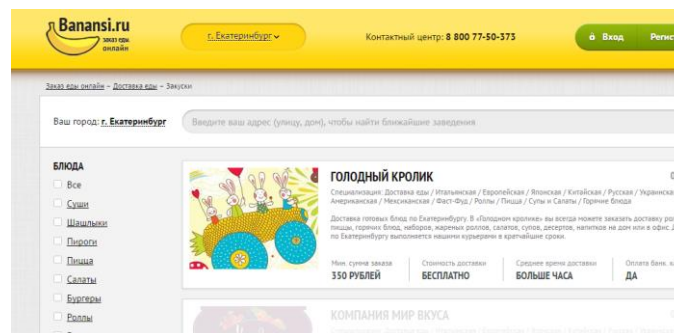 Banansi.ru
заказ еды
онлайн
г. Екатеринбург
Контактный центр: 8 800 77-50-373
Вход
Регис
Заказ еды онлайн – Доставка еды – Закуски
Ваш город: г. Екатеринбург
Введите ваш адрес (улицу, дом), чтобы найти ближайшие заведения
БЛЮДА
Все
Суши
Шашлыки
Пироги
Пицца
Салаты
Бургеры
Роллы
ГОЛОДНЫЙ КРОЛИК
Специализация: Доставка еды / Итальянская / Европейская / Японская / Китайская / Русская / Украинска
Американская / Мексиканская / Фаст-Фуд / Роллы / Пицца / Супы и Салаты / Горячие блюда
Доставка готовых блюд по Екатеринбургу. В «Голодном кролике» вы всегда можете заказать доставку ро
пиццы, горячих блюд, наборов, жареных роллов, салатов, супов, десертов, напитков на дом или в офис. Д
по Екатеринбургу выполняется нашими курьерами в кратчайшие сроки.
Мин. сумма заказа
350 РУБЛЕЙ
Стоимость доставки
БЕСПЛАТНО
Среднее время доставки
БОЛЬШЕ ЧАСА
Оплата банк. к
ДА
КОМПАНИЯ МИР ВКУСА